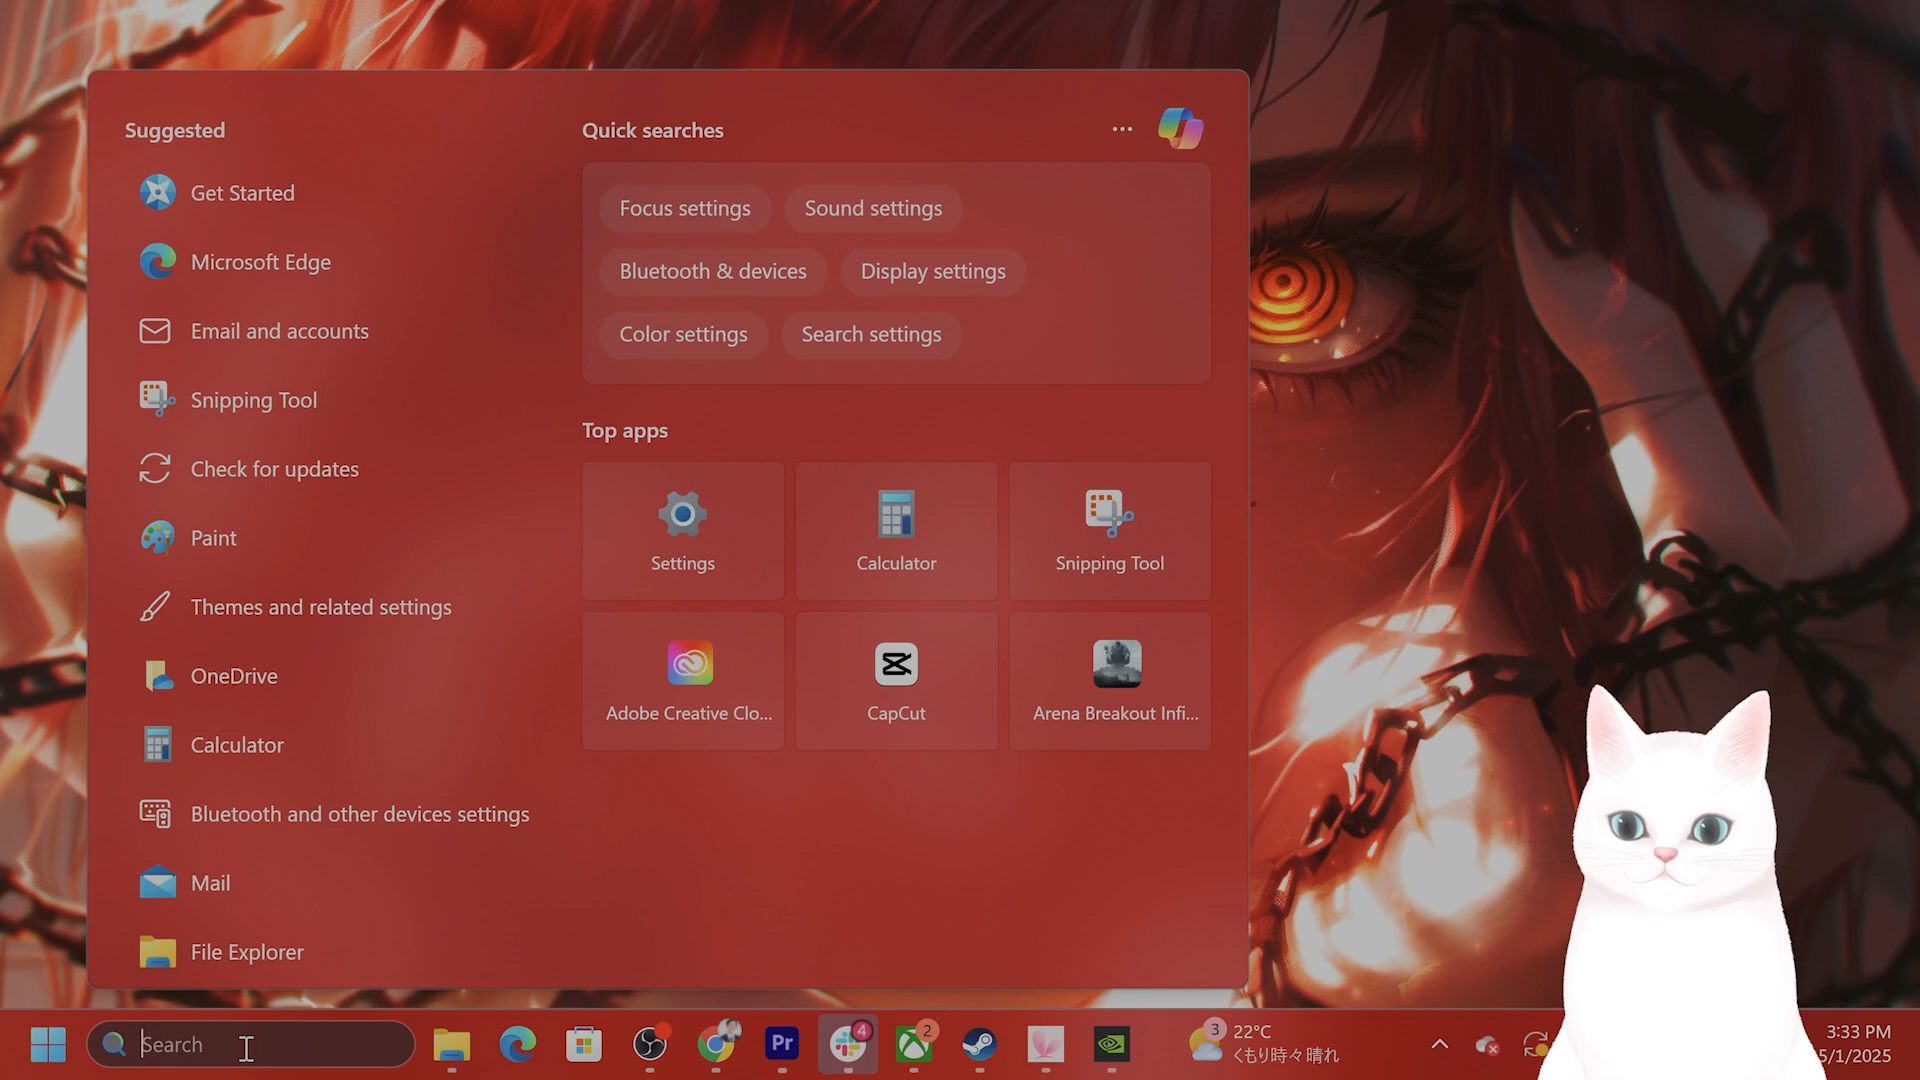 Suggested
Get Started
Microsoft Edge
Email and accounts
Snipping Tool
Check for updates
Paint
Themes and related settings
OneDrive
Calculator
Bluetooth and other devices settings
Mail
File Explorer
Quick searches
Focus settings
Sound settings
Bluetooth & devices
Display settings
Color settings
Search settings
Top apps
Settings
Calculator
Snipping Tool
Adobe Creative Clo...
CapCut
Arena Breakout Infi...
Search
Pr
4
2
3
22°C
くもり時々晴れ
3:33 PM
5/1/2025